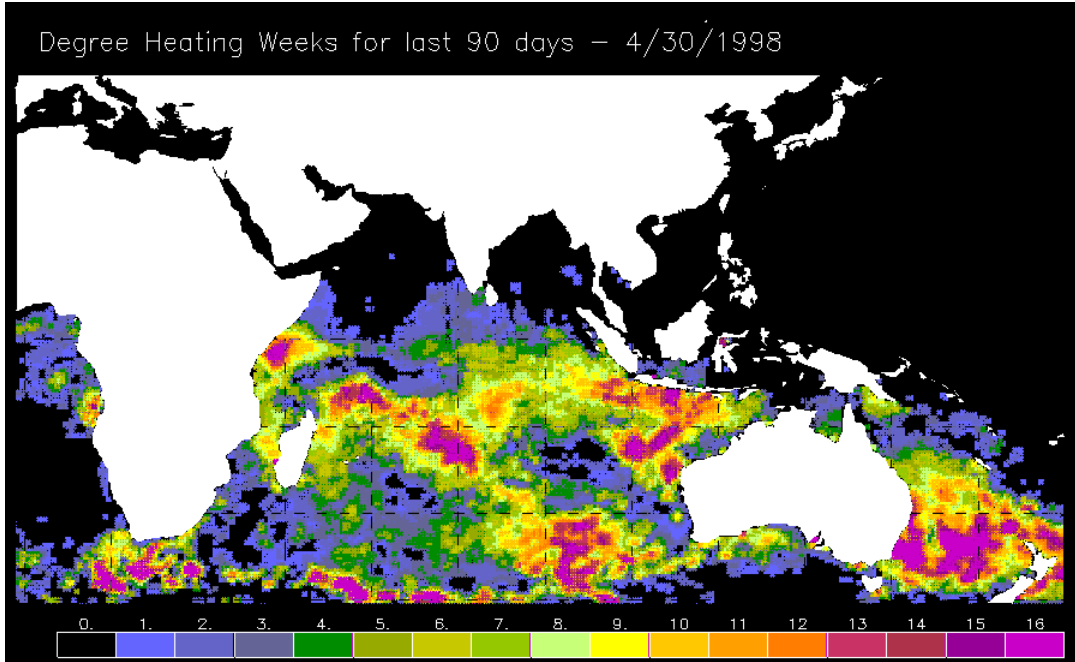 Degree Heating Weeks for last 90 days – 4/30/1998
0. 1. 2. 3. 4. 5. 6. 7. 8. 9. 10 11 12 13 14 15 16